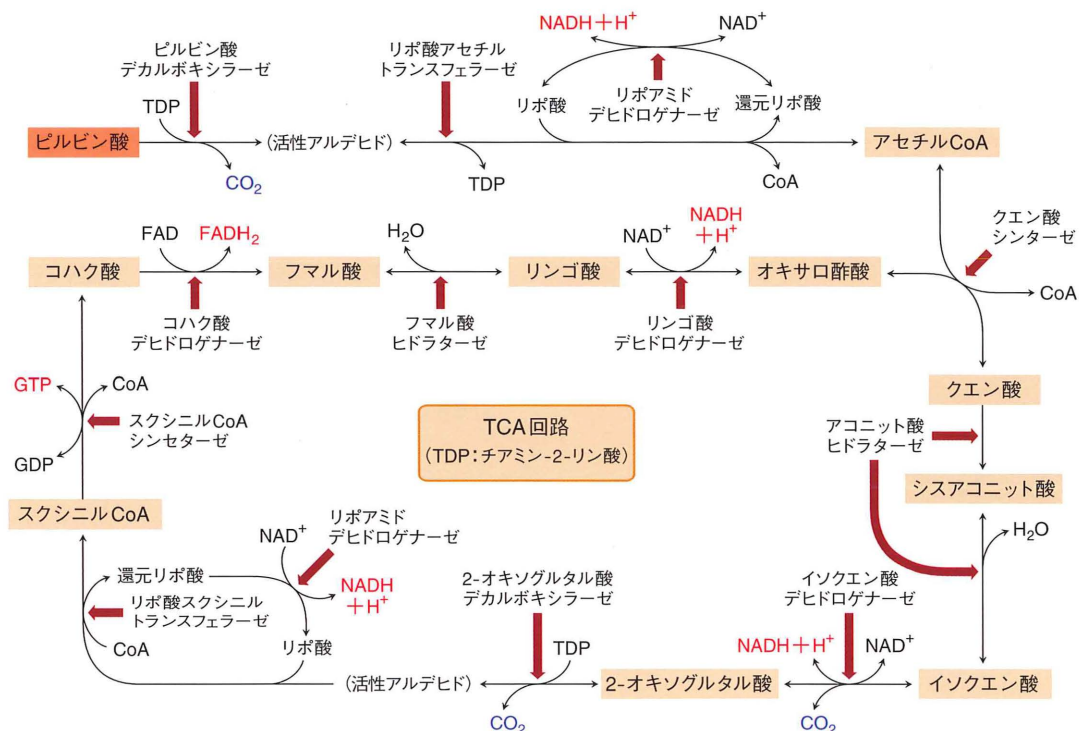 NADH＋H⁺
NAD⁺
ピルビン酸
デカルボキシラーゼ
リポ酸アセチル
トランスフェラーゼ
TDP
リポ酸
リポアミド
デヒドロゲナーゼ
還元リポ酸
ピルビン酸
(活性アルデヒド)
アセチルCoA
CO₂
TDP
CoA
クエン酸
シンターゼ
FAD
FADH₂
H₂O
NAD⁺
NADH
＋H⁺
コハク酸
フマル酸
リンゴ酸
オキサロ酢酸
CoA
コハク酸
デヒドロゲナーゼ
フマル酸
ヒドラターゼ
リンゴ酸
デヒドロゲナーゼ
GTP
CoA
クエン酸
スクシニルCoA
シンセターゼ
TCA回路
(TDP：チアミン-2-リン酸)
アコニット酸
ヒドラターゼ
GDP
シスアコニット酸
スクシニルCoA
NAD⁺
リポアミド
デヒドロゲナーゼ
H₂O
還元リポ酸
NADH
＋H⁺
2-オキソグルタル酸
デカルボキシラーゼ
イソクエン酸
デヒドロゲナーゼ
リポ酸スクシニル
トランスフェラーゼ
CoA
リポ酸
TDP
NADH＋H⁺
NAD⁺
(活性アルデヒド)
2-オキソグルタル酸
イソクエン酸
CO₂
CO₂